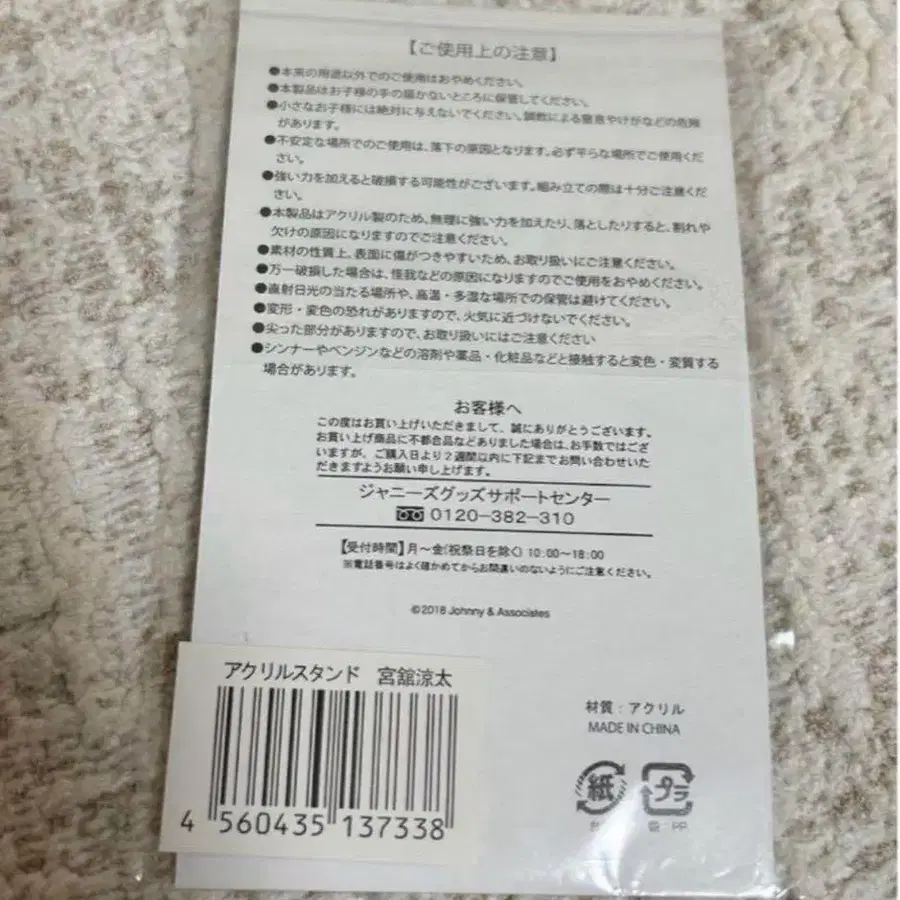 【ご使用上の注意】
●本来の用途以外でのご使用はおやめください。
●本製品はお子様の手の届かないところに保管してください。
●小さなお子様には絶対に与えないでください。誤飲による窒息やけがなどの危険
があります。
●不安定な場所でのご使用は、落下の原因となります。必ず平らな場所でご使用くだ
さい。
●強い力を加えると破損する可能性がございます。組み立ての際は十分ご注意くだ
さい。
●本製品はアクリル製のため、無理に強い力を加えたり、落としたりすると、割れや
欠けの原因になりますのでご注意ください。
●素材の性質上、表面に傷がつきやすいため、お取り扱いにご注意ください。
●万一破損した場合は、怪我などの原因になりますのでご使用をおやめください。
●直射日光の当たる場所や、高温・多湿な場所での保管は避けてください。
●変形・変色の恐れがありますので、火気に近づけないでください。
●尖った部分がありますので、お取り扱いにはご注意ください
●シンナーやベンジンなどの溶剤や薬品・化粧品などと接触すると変色・変質する
場合があります。
お客様へ
この度はお買い上げいただきまして、誠にありがとうございます。
お買い上げ商品に不都合品などありました場合は、お手数ではござ
いますが、ご購入日より2週間以内に下記までお問い合わせいた
だきますようお願い申し上げます。
ジャニーズグッズサポートセンター
0120-382-310
【受付時間】月〜金(祝祭日を除く) 10:00〜18:00
※電話番号はよく確かめてからお間違いのないようにご注意ください。
©2018 Johnny & Associates
アクリルスタンド 宮舘涼太
4 560435 137338
材質：アクリル
MADE IN CHINA
紙
プラ
袋:PP